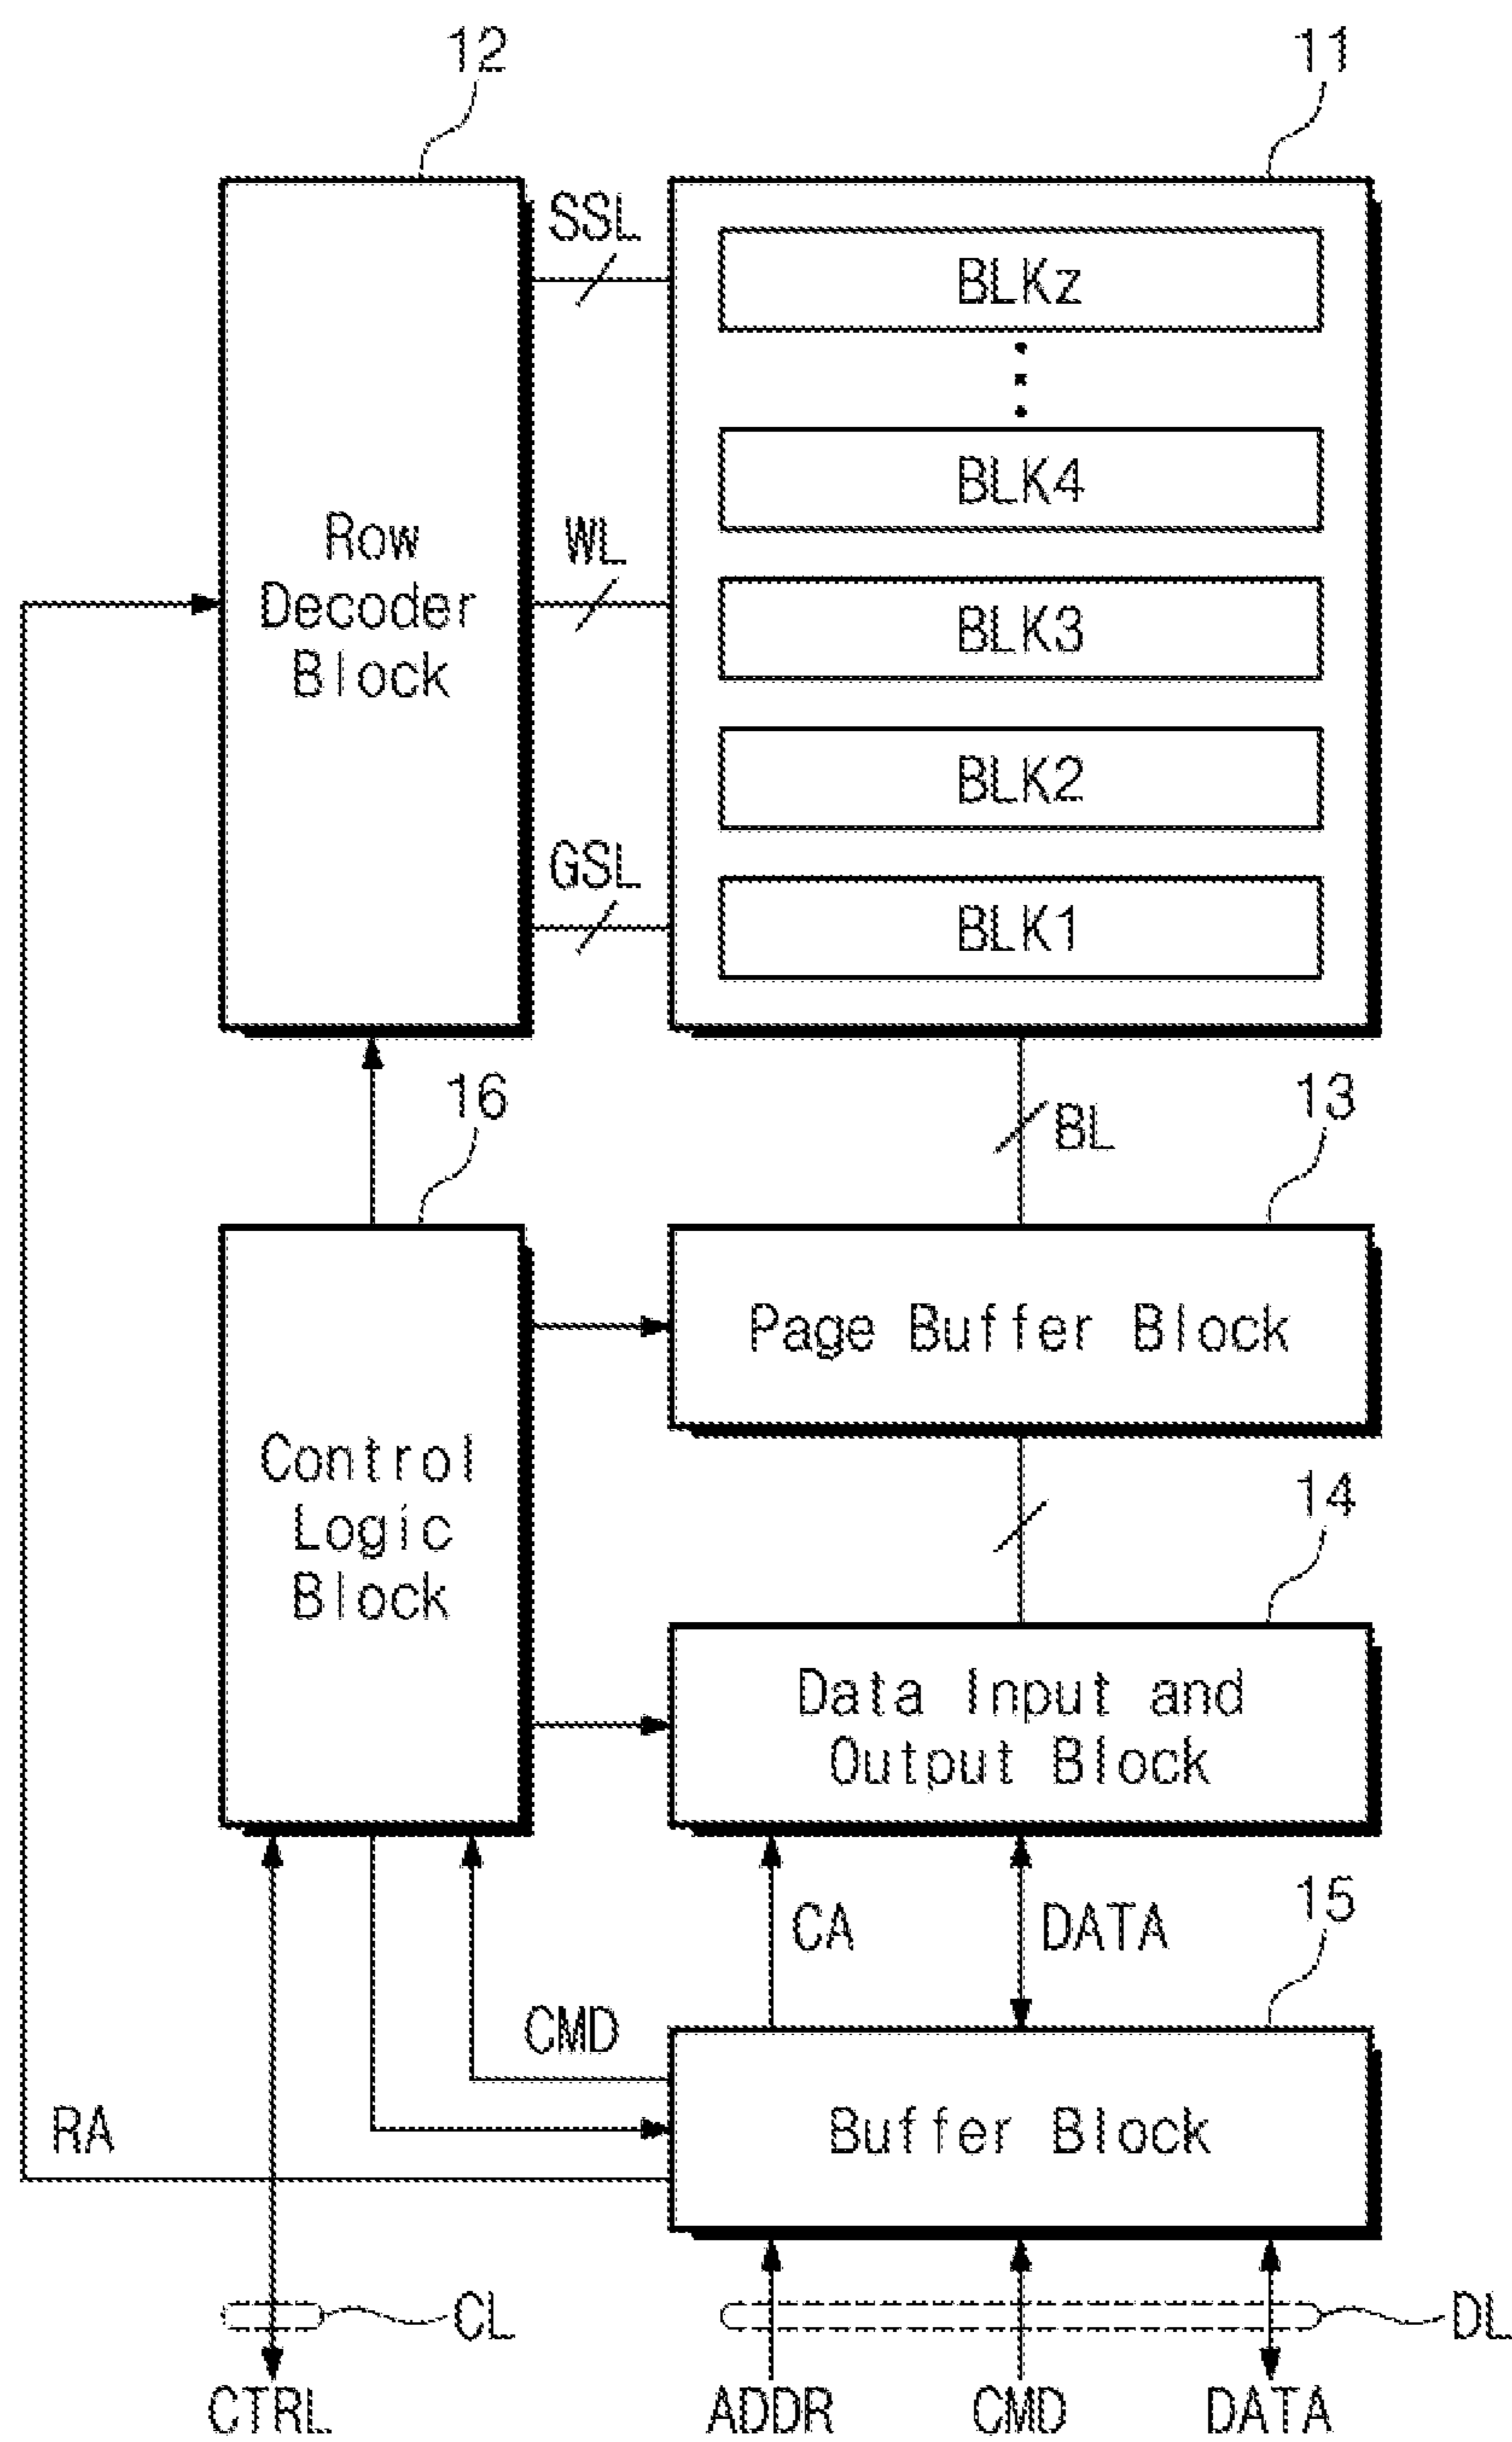 12
11
SSL
BLKz
BLK4
Row
Decoder
Block
WL
BLK3
BLK2
GSL
BLK1
16
BL
13
Page Buffer Block
Control
Logic
Block
14
Data Input and
Output Block
CA
DATA
15
CMD
RA
Buffer Block
CL
DL
CTRL
ADDR
CMD
DATA